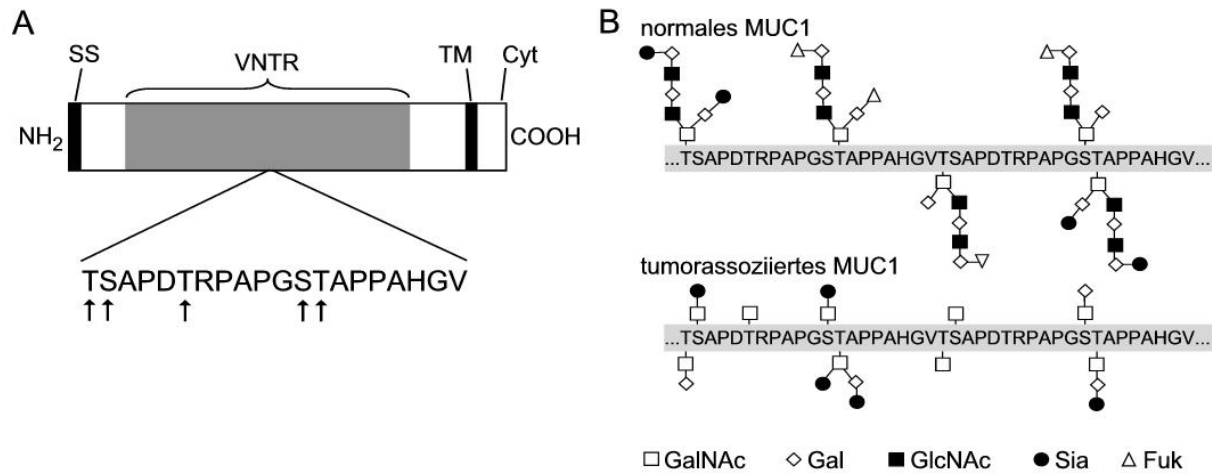 A
SS
VNTR
TM
Cyt
NH2
COOH
TSAPDTRPAPGSTAPPAHGV
B
normales MUC1
...TSAPDTRPAPGSTAPPAHGVTSAPDTRPAPGSTAPPAHGV...
tumorassoziiertes MUC1
...TSAPDTRPAPGSTAPPAHGVTSAPDTRPAPGSTAPPAHGV...
GalNAc Gal GlcNAc Sia Fuk